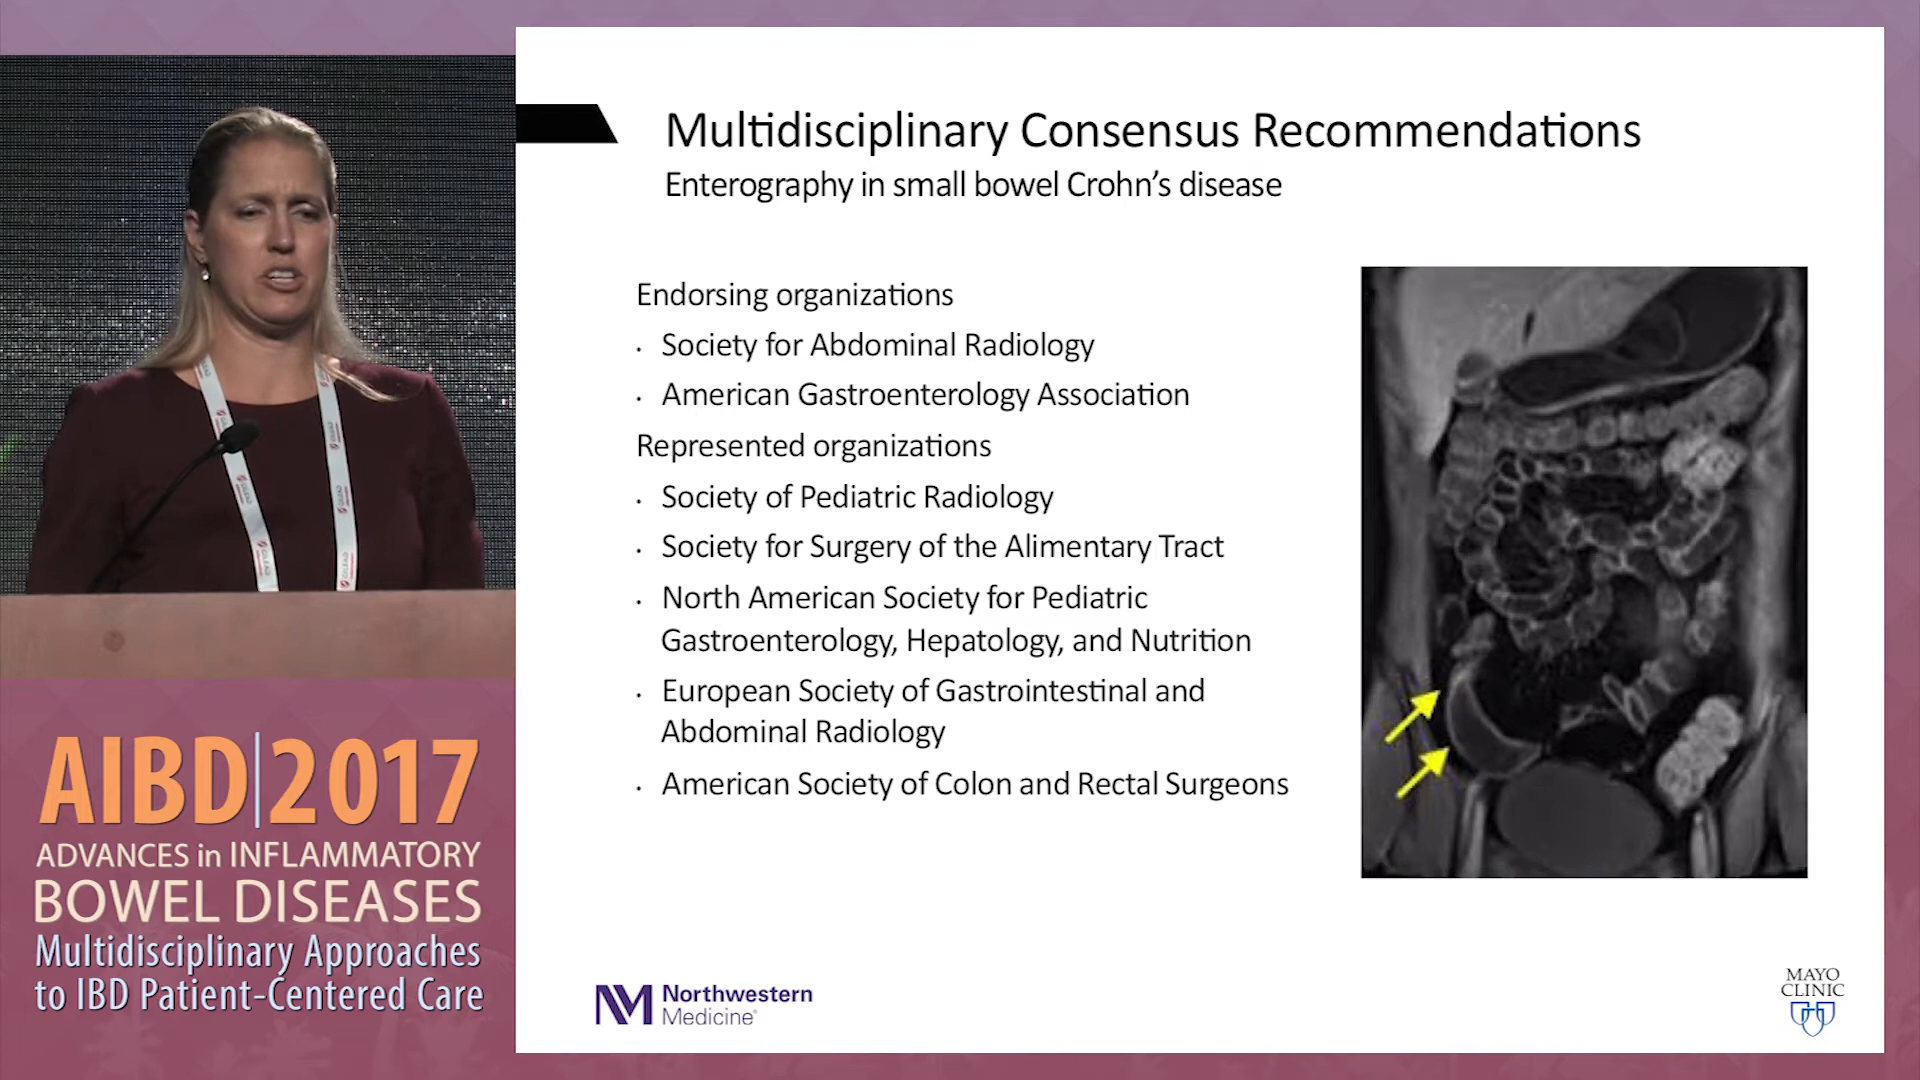 Multidisciplinary Consensus Recommendations
Enterography in small bowel Crohn's disease
Endorsing organizations
· Society for Abdominal Radiology
· American Gastroenterology Association
Represented organizations
· Society of Pediatric Radiology
· Society for Surgery of the Alimentary Tract
· North American Society for Pediatric
Gastroenterology, Hepatology, and Nutrition
· European Society of Gastrointestinal and
Abdominal Radiology
· American Society of Colon and Rectal Surgeons
Northwestern
Medicine®
MAYO
CLINIC
AIBD|2017
ADVANCES in INFLAMMATORY
BOWEL DISEASES
Multidisciplinary Approaches
to IBD Patient-Centered Care
GILEAD
GILEAD